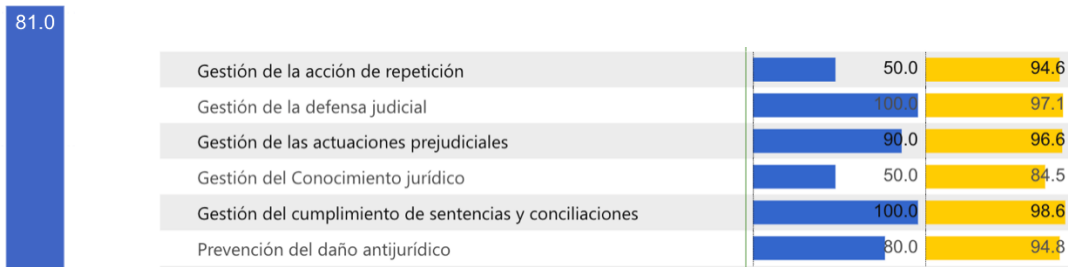 81.0
Gestión de la acción de repetición 50.0 94.6
Gestión de la defensa judicial 100.0 97.1
Gestión de las actuaciones prejudiciales 90.0 96.6
Gestión del Conocimiento jurídico 50.0 84.5
Gestión del cumplimiento de sentencias y conciliaciones 100.0 98.6
Prevención del daño antijurídico 80.0 94.8